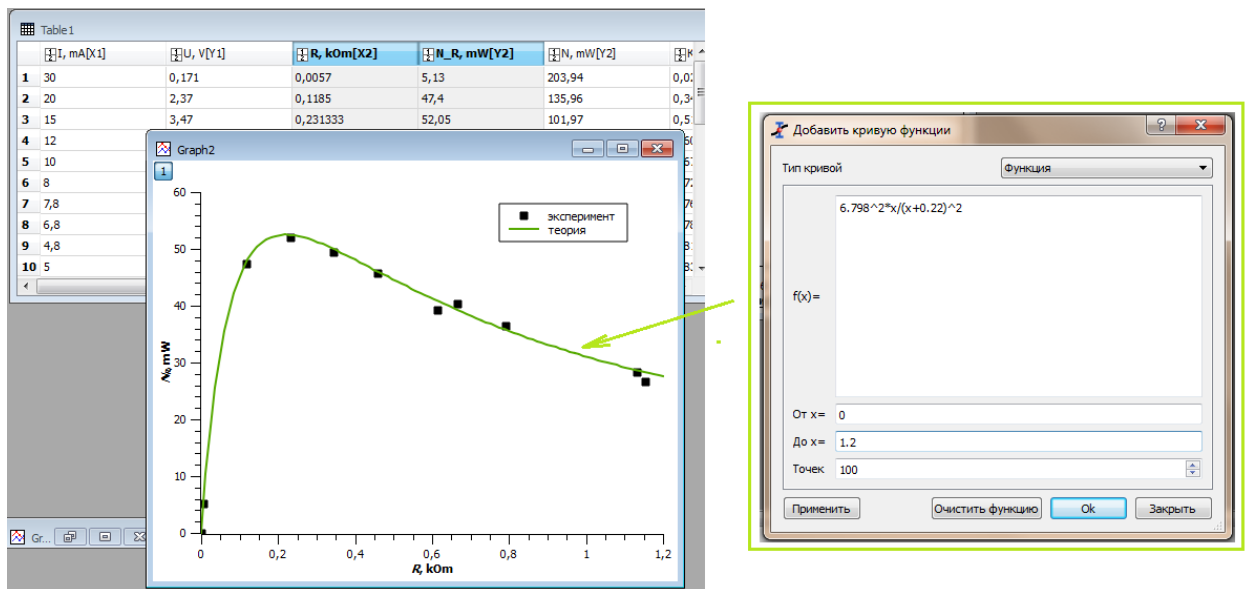 Table1
I, mA[X1] U, V[Y1] R, kOm[X2] N_R, mW[Y2] N, mW[Y2]
1 30 0,171 0,0057 5,13 203,94
2 20 2,37 0,1185 47,4 135,96
3 15 3,47 0,231333 52,05 101,97
4 12
5 10
6 8
7 7,8
8 6,8
9 4,8
10 5
Graph2
1
60
50
40
30
20
10
0
N_R, mW
эксперимент
теория
0 0,2 0,4 0,6 0,8 1 1,2
R, kOm
Gr...
Добавить кривую функции
Тип кривой Функция
6.798^2*x/(x+0.22)^2
f(x)=
От x= 0
До x= 1.2
Точек 100
Применить Очистить функцию Ok Закрыть